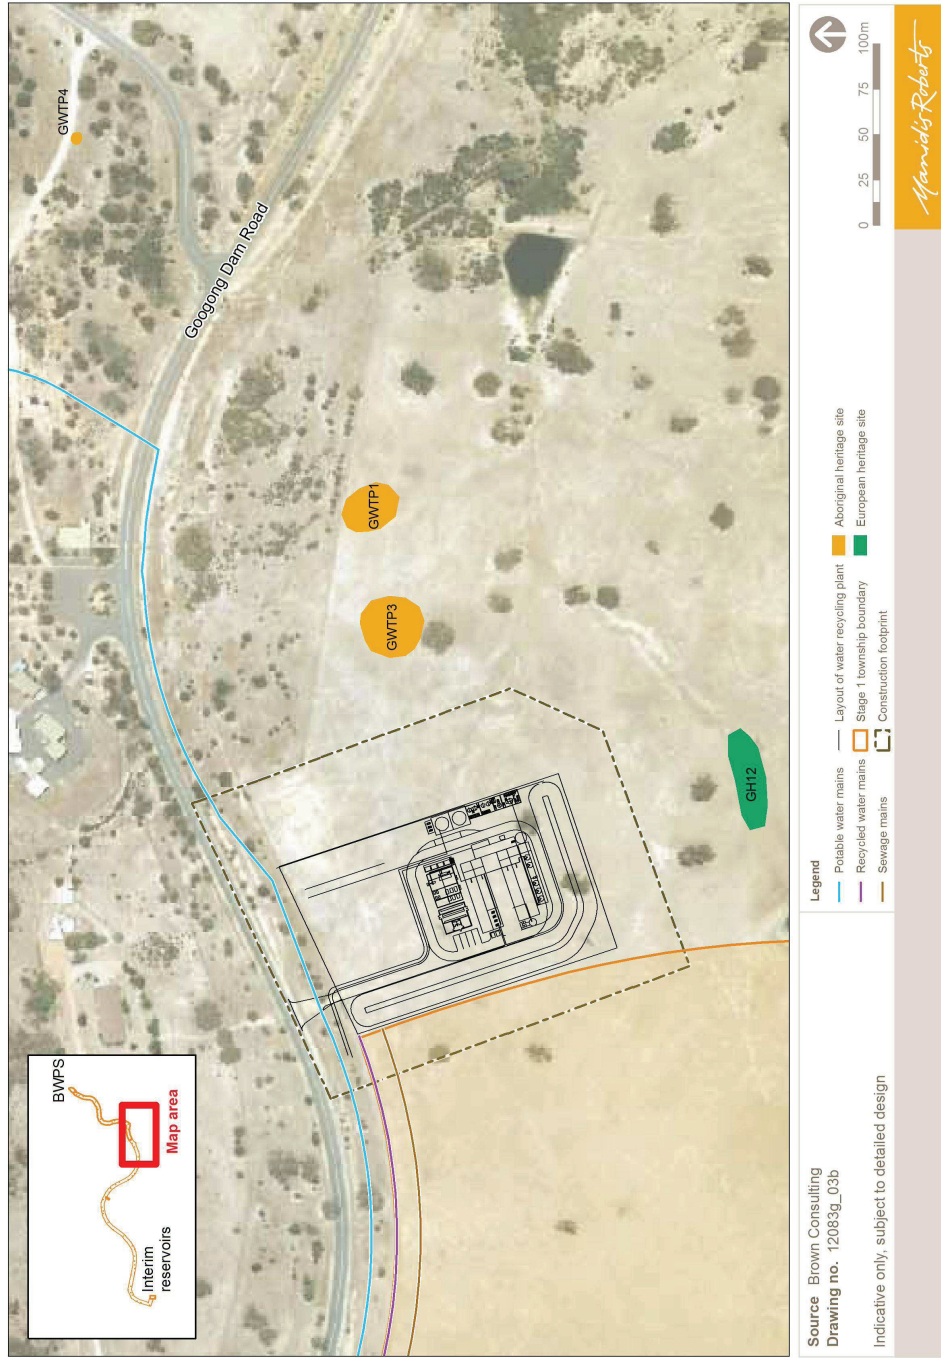 GWTP4
Googong Dam Road
GWTP1
GWTP3
GH12
BWPS
Map area
Interim
reservoirs
Source Brown Consulting
Drawing no. 12083g_03b
Indicative only, subject to detailed design
Legend
Potable water mains
Recycled water mains
Sewage mains
Layout of water recycling plant
Stage 1 township boundary
Construction footprint
Aboriginal heritage site
European heritage site
0 25 50 75 100m
ManidisRoberts